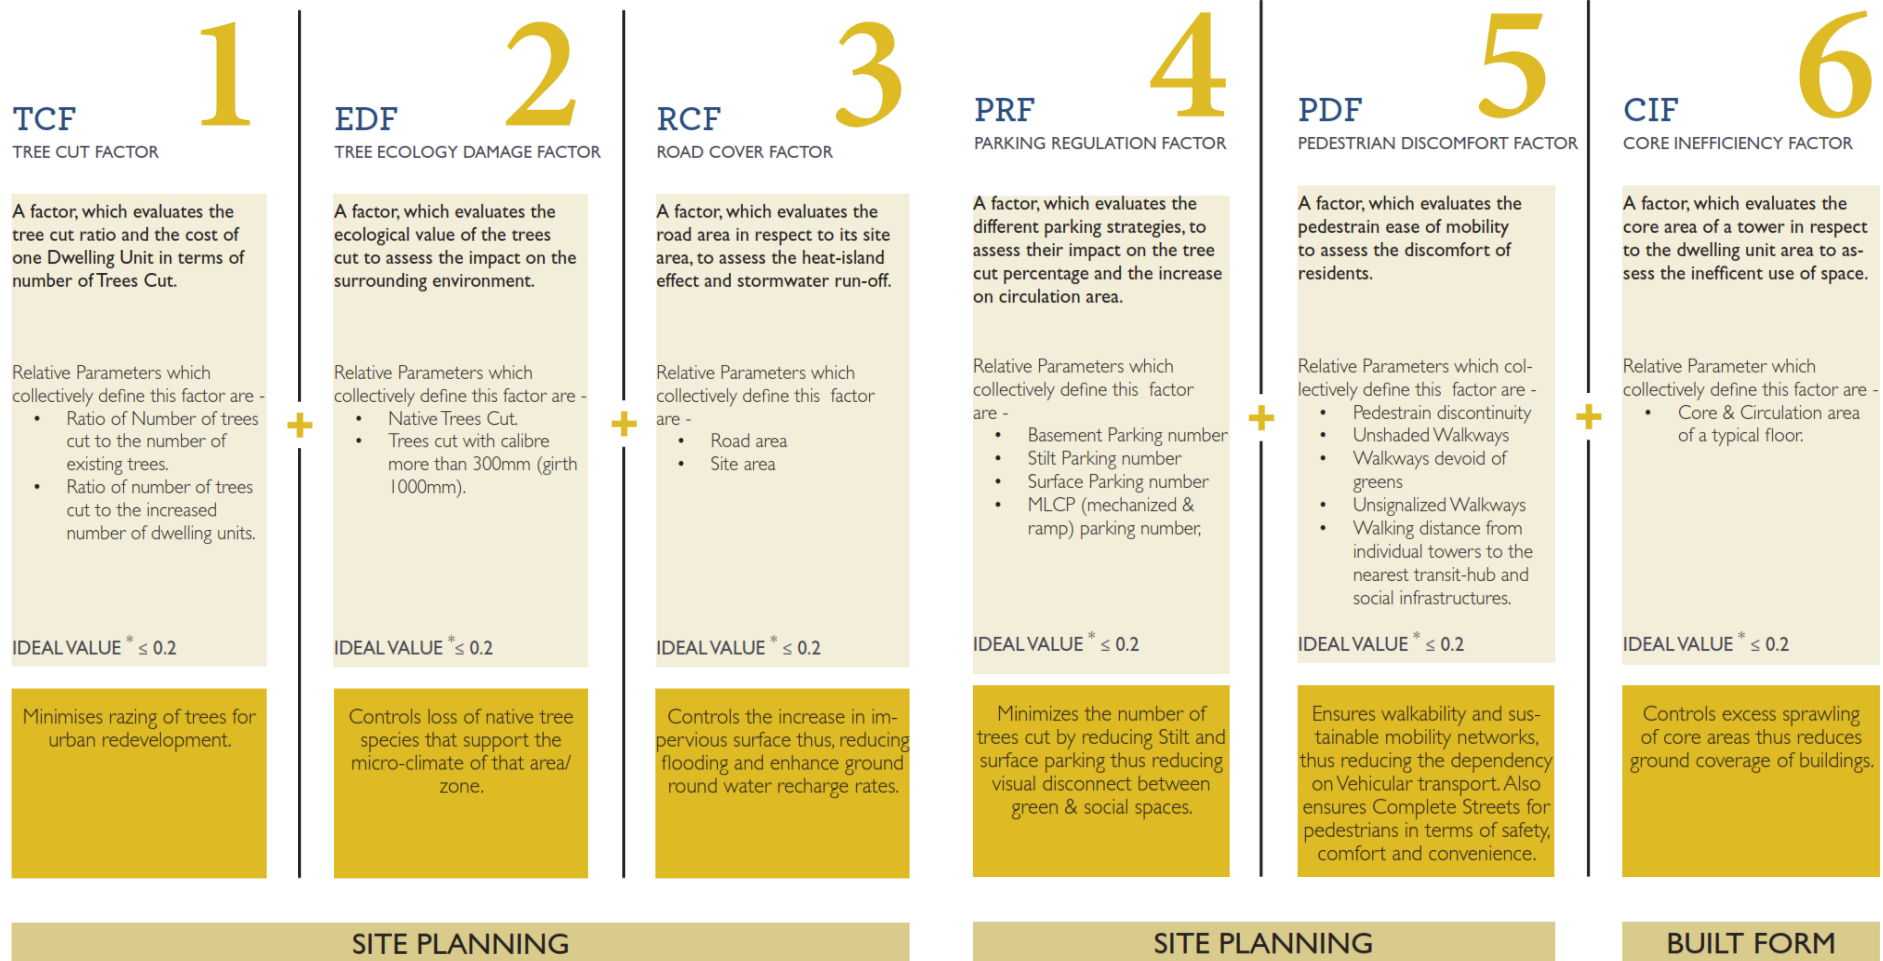 1
TCF
TREE CUT FACTOR
A factor, which evaluates the
tree cut ratio and the cost of
one Dwelling Unit in terms of
number of Trees Cut.
Relative Parameters which
collectively define this factor are -
• Ratio of Number of trees
cut to the number of
existing trees.
• Ratio of number of trees
cut to the increased
number of dwelling units.
IDEAL VALUE * ≤ 0.2
Minimises razing of trees for
urban redevelopment.
+
2
EDF
TREE ECOLOGY DAMAGE FACTOR
A factor, which evaluates the
ecological value of the trees
cut to assess the impact on the
surrounding environment.
Relative Parameters which
collectively define this factor are -
• Native Trees Cut.
• Trees cut with calibre
more than 300mm (girth
1000mm).
IDEAL VALUE * ≤ 0.2
Controls loss of native tree
species that support the
micro-climate of that area/
zone.
+
3
RCF
ROAD COVER FACTOR
A factor, which evaluates the
road area in respect to its site
area, to assess the heat-island
effect and stormwater run-off.
Relative Parameters which
collectively define this factor
are -
• Road area
• Site area
IDEAL VALUE * ≤ 0.2
Controls the increase in im-
pervious surface thus, reducing
flooding and enhance ground
round water recharge rates.
SITE PLANNING
4
PRF
PARKING REGULATION FACTOR
A factor, which evaluates the
different parking strategies, to
assess their impact on the tree
cut percentage and the increase
on circulation area.
Relative Parameters which
collectively define this factor
are -
• Basement Parking number
• Stilt Parking number
• Surface Parking number
• MLCP (mechanized &
ramp) parking number,
IDEAL VALUE * ≤ 0.2
Minimizes the number of
trees cut by reducing Stilt and
surface parking thus reducing
visual disconnect between
green & social spaces.
+
5
PDF
PEDESTRIAN DISCOMFORT FACTOR
A factor, which evaluates the
pedestrain ease of mobility
to assess the discomfort of
residents.
Relative Parameters which col-
lectively define this factor are -
• Pedestrain discontinuity
• Unshaded Walkways
• Walkways devoid of
greens
• Unsignalized Walkways
• Walking distance from
individual towers to the
nearest transit-hub and
social infrastructures.
IDEAL VALUE * ≤ 0.2
Ensures walkability and sus-
tainable mobility networks,
thus reducing the dependency
on Vehicular transport. Also
ensures Complete Streets for
pedestrians in terms of safety,
comfort and convenience.
SITE PLANNING
+
6
CIF
CORE INEFFICIENCY FACTOR
A factor, which evaluates the
core area of a tower in respect
to the dwelling unit area to as-
sess the inefficent use of space.
Relative Parameter which
collectively define this factor are -
• Core & Circulation area
of a typical floor.
IDEAL VALUE * ≤ 0.2
Controls excess sprawling
of core areas thus reduces
ground coverage of buildings.
BUILT FORM